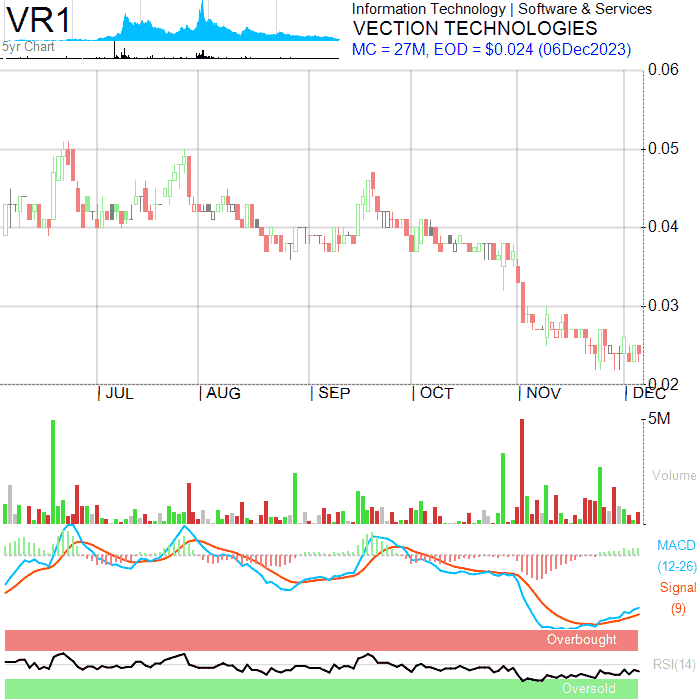 VR1
5yr Chart
Information Technology | Software & Services
VECTION TECHNOLOGIES
MC = 27M, EOD = $0.024 (06Dec2023)
0.06
0.05
0.04
0.03
0.02
| JUL | AUG | SEP | OCT | NOV | DEC
5M
Volume
MACD
(12-26)
Signal
(9)
Overbought
RSI(14)
Oversold